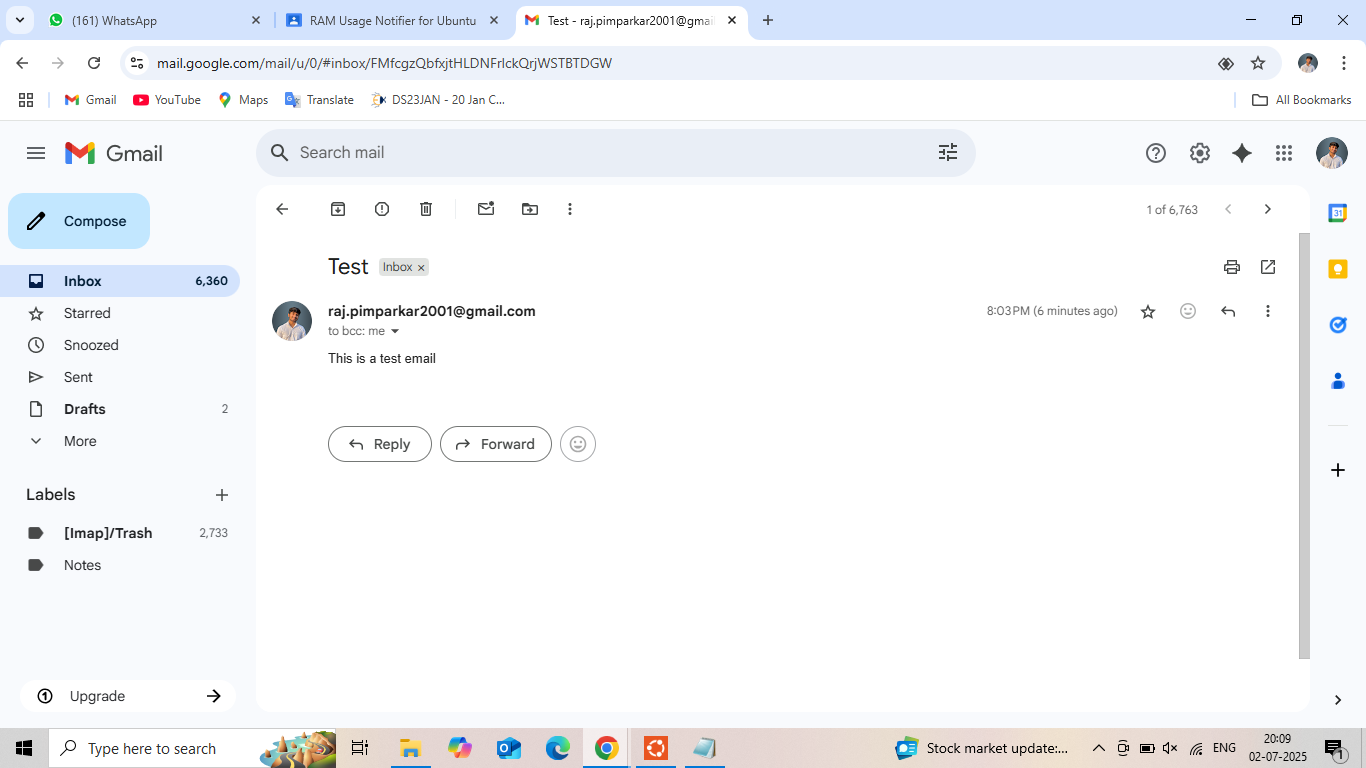 (161) WhatsApp
RAM Usage Notifier for Ubuntu
Test - raj.pimparkar2001@gmai
mail.google.com/mail/u/0/#inbox/FMfcgzQbfxjtHLDNFrlckQrjWSTBTDGW
Gmail YouTube Maps Translate DS23JAN - 20 Jan C... All Bookmarks
Gmail
Search mail
Compose
1 of 6,763
Test Inbox ×
Inbox 6,360
raj.pimparkar2001@gmail.com 8:03 PM (6 minutes ago)
Starred
to bcc: me
Snoozed
This is a test email
Sent
Drafts 2
More
Reply Forward
Labels
[Imap]/Trash 2,733
Notes
Upgrade
31
Type here to search
Stock market update:...
ENG
20:09
02-07-2025
1